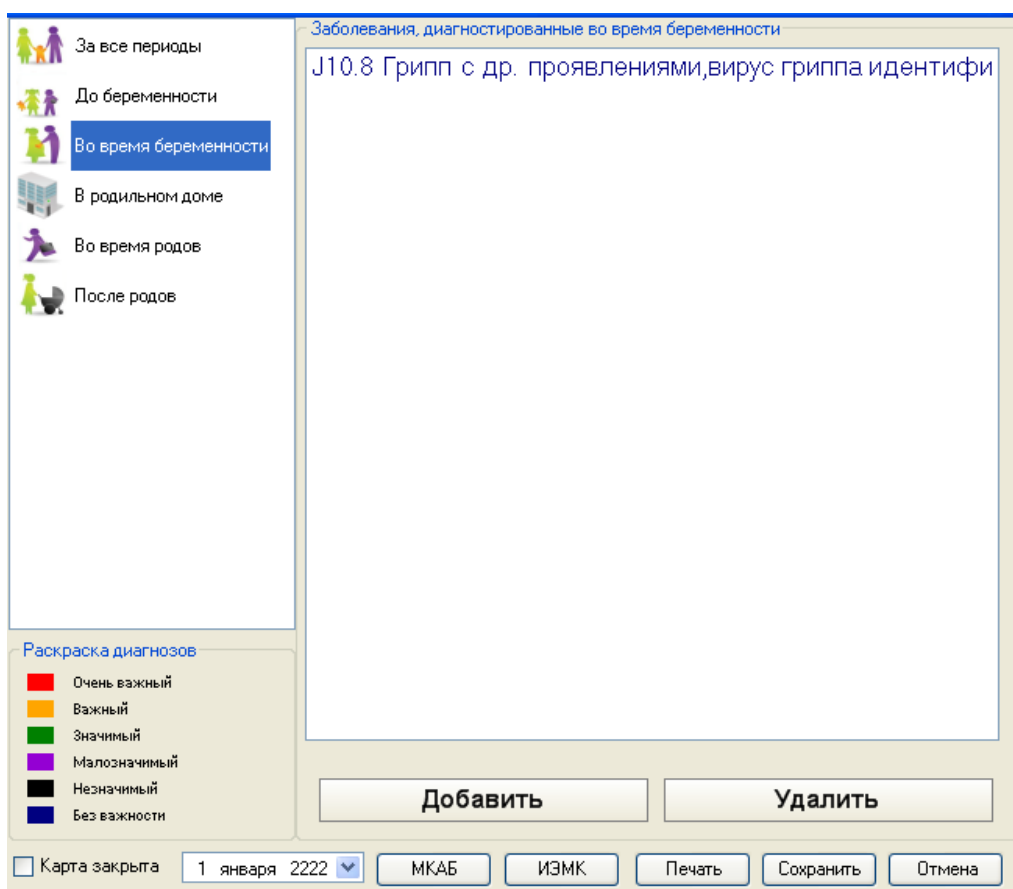 За все периоды
До беременности
Во время беременности
В родильном доме
Во время родов
После родов
Заболевания, диагностированные во время беременности
J10.8 Грипп с др. проявлениями,вирус гриппа идентифи
Раскраска диагнозов
Очень важный
Важный
Значимый
Малозначимый
Незначимый
Без важности
Добавить
Удалить
Карта закрыта
1 января 2222
МКАБ
ИЭМК
Печать
Сохранить
Отмена